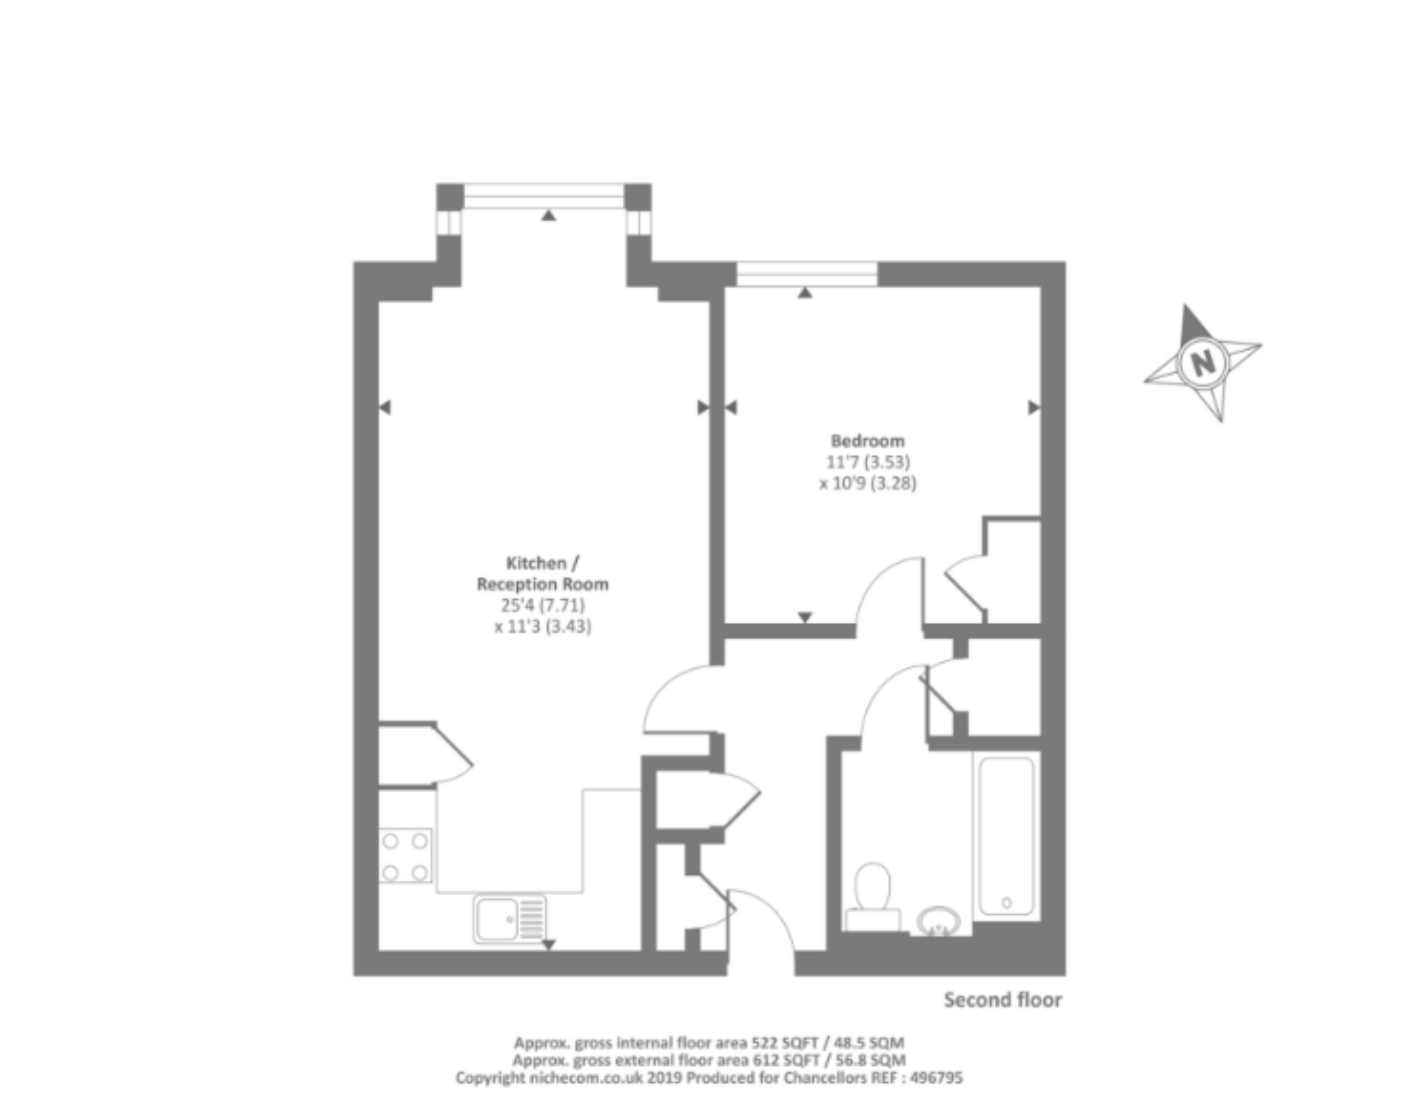 N
Bedroom
11'7 (3.53)
x 10'9 (3.28)
Kitchen /
Reception Room
25'4 (7.71)
x 11'3 (3.43)
Second floor
Approx. gross internal floor area 522 SQFT / 48.5 SQM
Approx. gross external floor area 612 SQFT / 56.8 SQM
Copyright nichecom.co.uk 2019 Produced for Chancellors REF : 496795